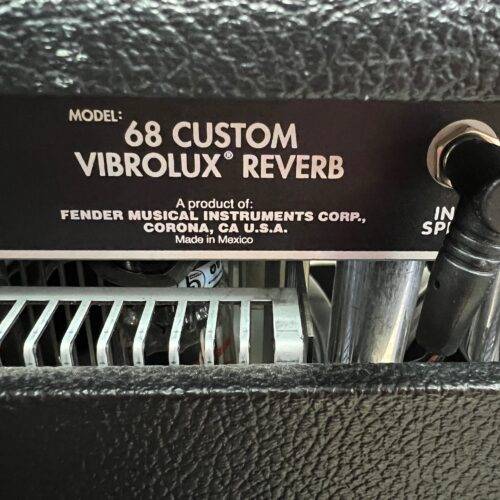 MODEL:
68 CUSTOM
VIBROLUX® REVERB
A product of:
FENDER MUSICAL INSTRUMENTS CORP.,
CORONA, CA U.S.A.
Made in Mexico